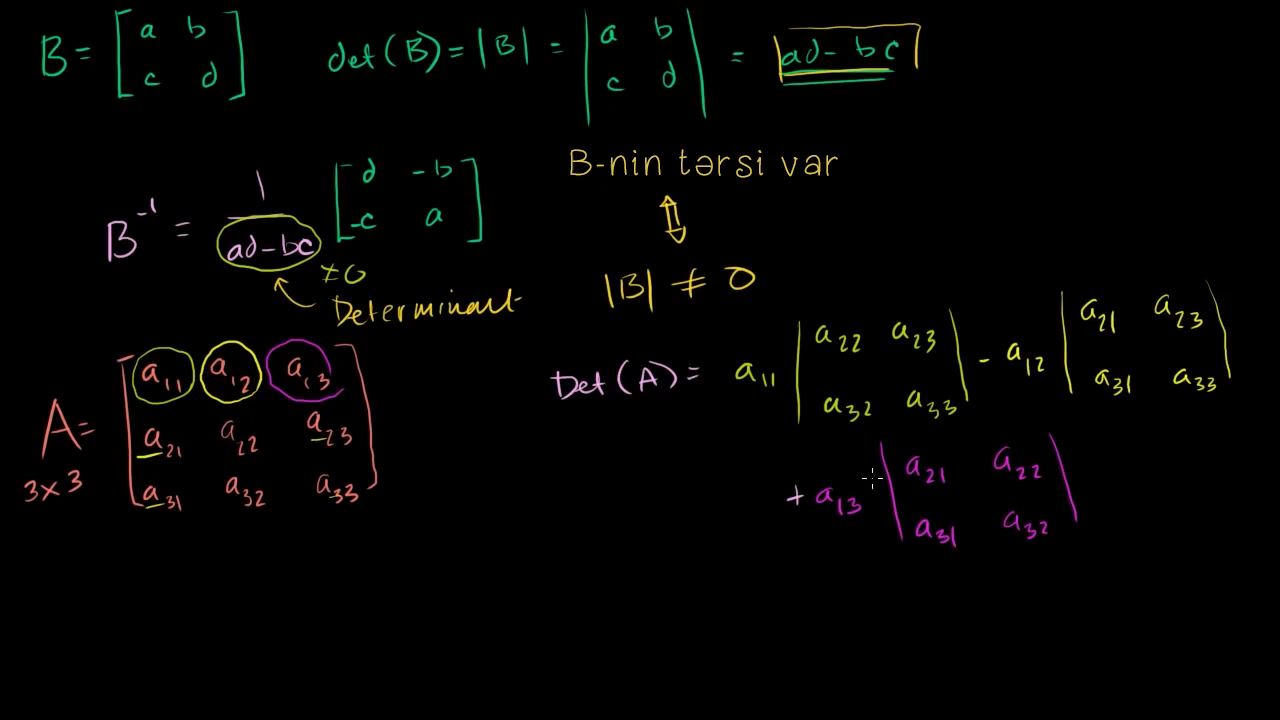 B = [ a b ; c d ]   det(B) = |B| = | a b ; c d | = ad - bc
B⁻¹ = 1/(ad - bc) [ d -b ; -c a ]   B-nin tərsi var
≠ 0   ⇕
Determinant   |B| ≠ 0
A = [ a₁₁ a₁₂ a₁₃ ; a₂₁ a₂₂ a₂₃ ; a₃₁ a₃₂ a₃₃ ]   Det(A) = a₁₁ | a₂₂ a₂₃ ; a₃₂ a₃₃ | - a₁₂ | a₂₁ a₂₃ ; a₃₁ a₃₃ |
3x3   + a₁₃ | a₂₁ a₂₂ ; a₃₁ a₃₂ |